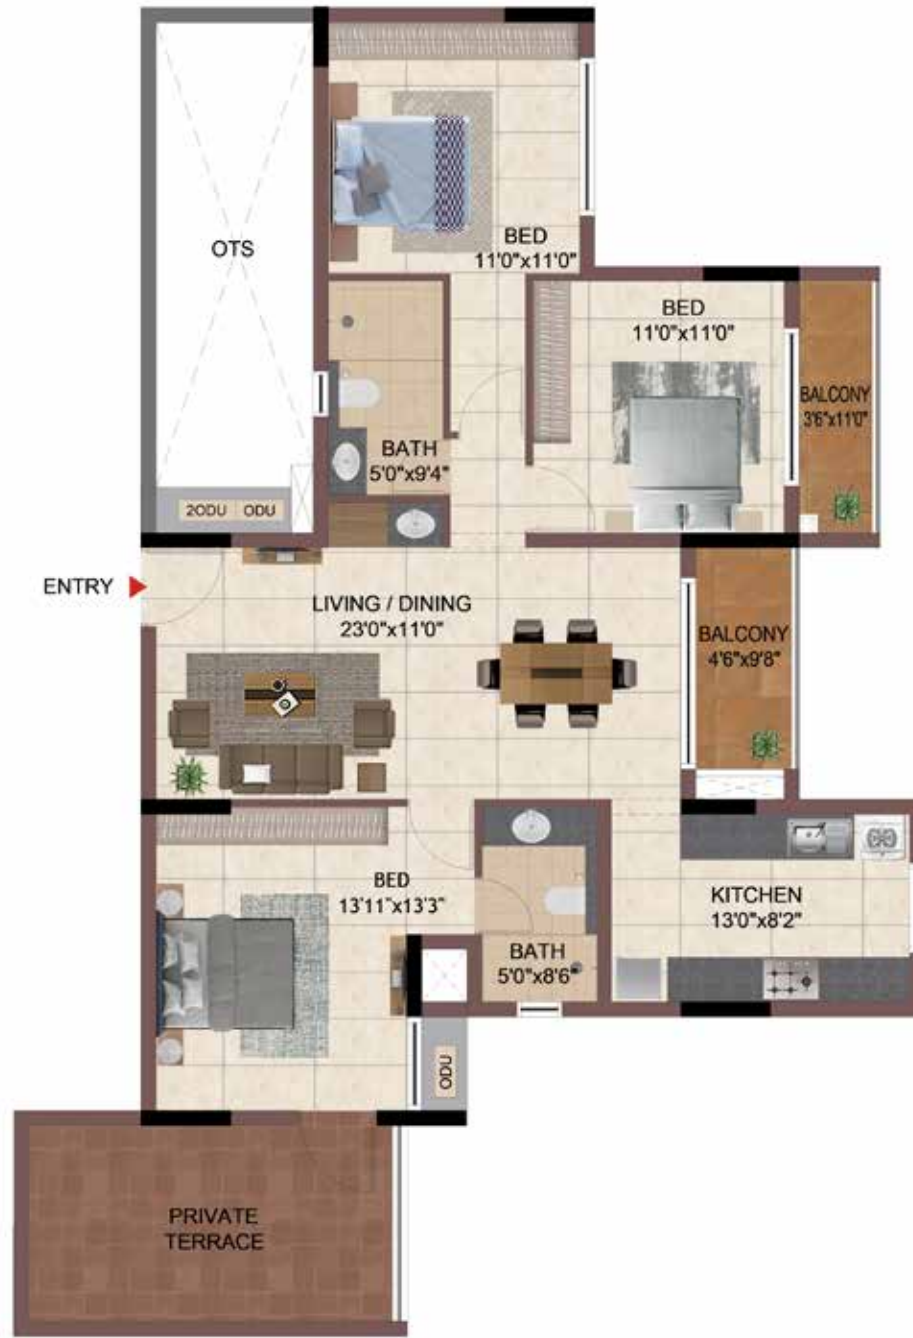 OTS
BED
11'0"x11'0"
BED
11'0"x11'0"
BALCONY
3'6"x11'0"
BATH
5'0"x9'4"
2ODU
ODU
ENTRY
LIVING / DINING
23'0"x11'0"
BALCONY
4'6"x9'8"
BED
13'11"x13'3"
KITCHEN
13'0"x8'2"
BATH
5'0"x8'6"
ODU
PRIVATE
TERRACE